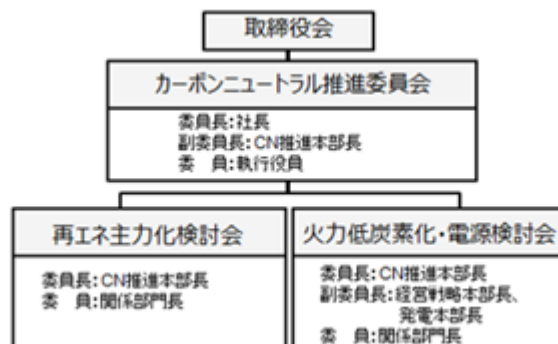 取締役会
カーボンニュートラル推進委員会
委員長:社長
副委員長:CN推進本部長
委　員:執行役員
再エネ主力化検討会
委員長:CN推進本部長
委　員:関係部門長
火力低炭素化・電源検討会
委員長:CN推進本部長
副委員長:経営戦略本部長、
発電本部長
委　員:関係部門長